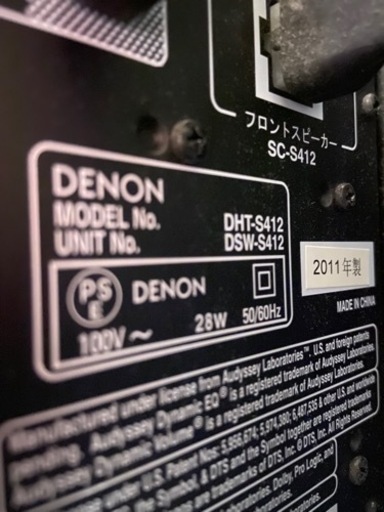 フロントスピーカー
SC-S412
DENON
MODEL No. DHT-S412
UNIT No. DSW-S412
PS
E
DENON
100V ～ 28W 50/60Hz
2011年製
MADE IN CHINA
under license from Audyssey Laboratories™. U.S. and foreign patents
Audyssey Dynamic EQ® is a registered trademark of Audyssey Laboratories.
Audyssey Dynamic Volume® is a registered trademark of Audyssey Laboratories.
under U.S. Patent Nos: 5,956,674; 5,974,380; 6,487,535 & other U.S. and worldwide
the Symbol, & DTS and the Symbol together are registered
trademarks of DTS, Inc. © DTS, Inc. All Rights Reserved.
Laboratories. Dolby, Pro Logic, and
Laboratories.